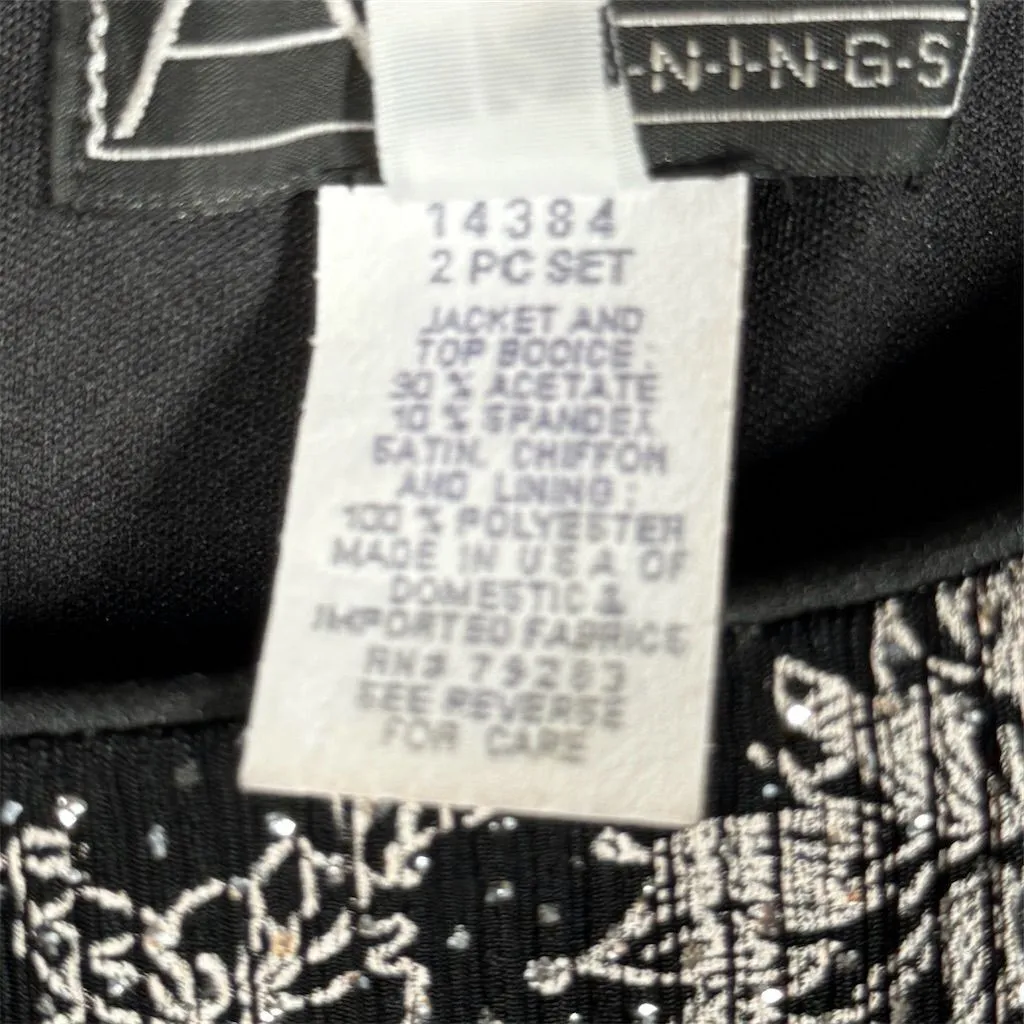 A
-N-I-N-G-S
14384
2 PC SET
JACKET AND
TOP BODICE:
90 % ACETATE
10 % SPANDEX
SATIN, CHIFFON
AND LINING:
100 % POLYESTER
MADE IN U S A OF
DOMESTIC &
IMPORTED FABRICS
RN# 79283
SEE REVERSE
FOR CARE